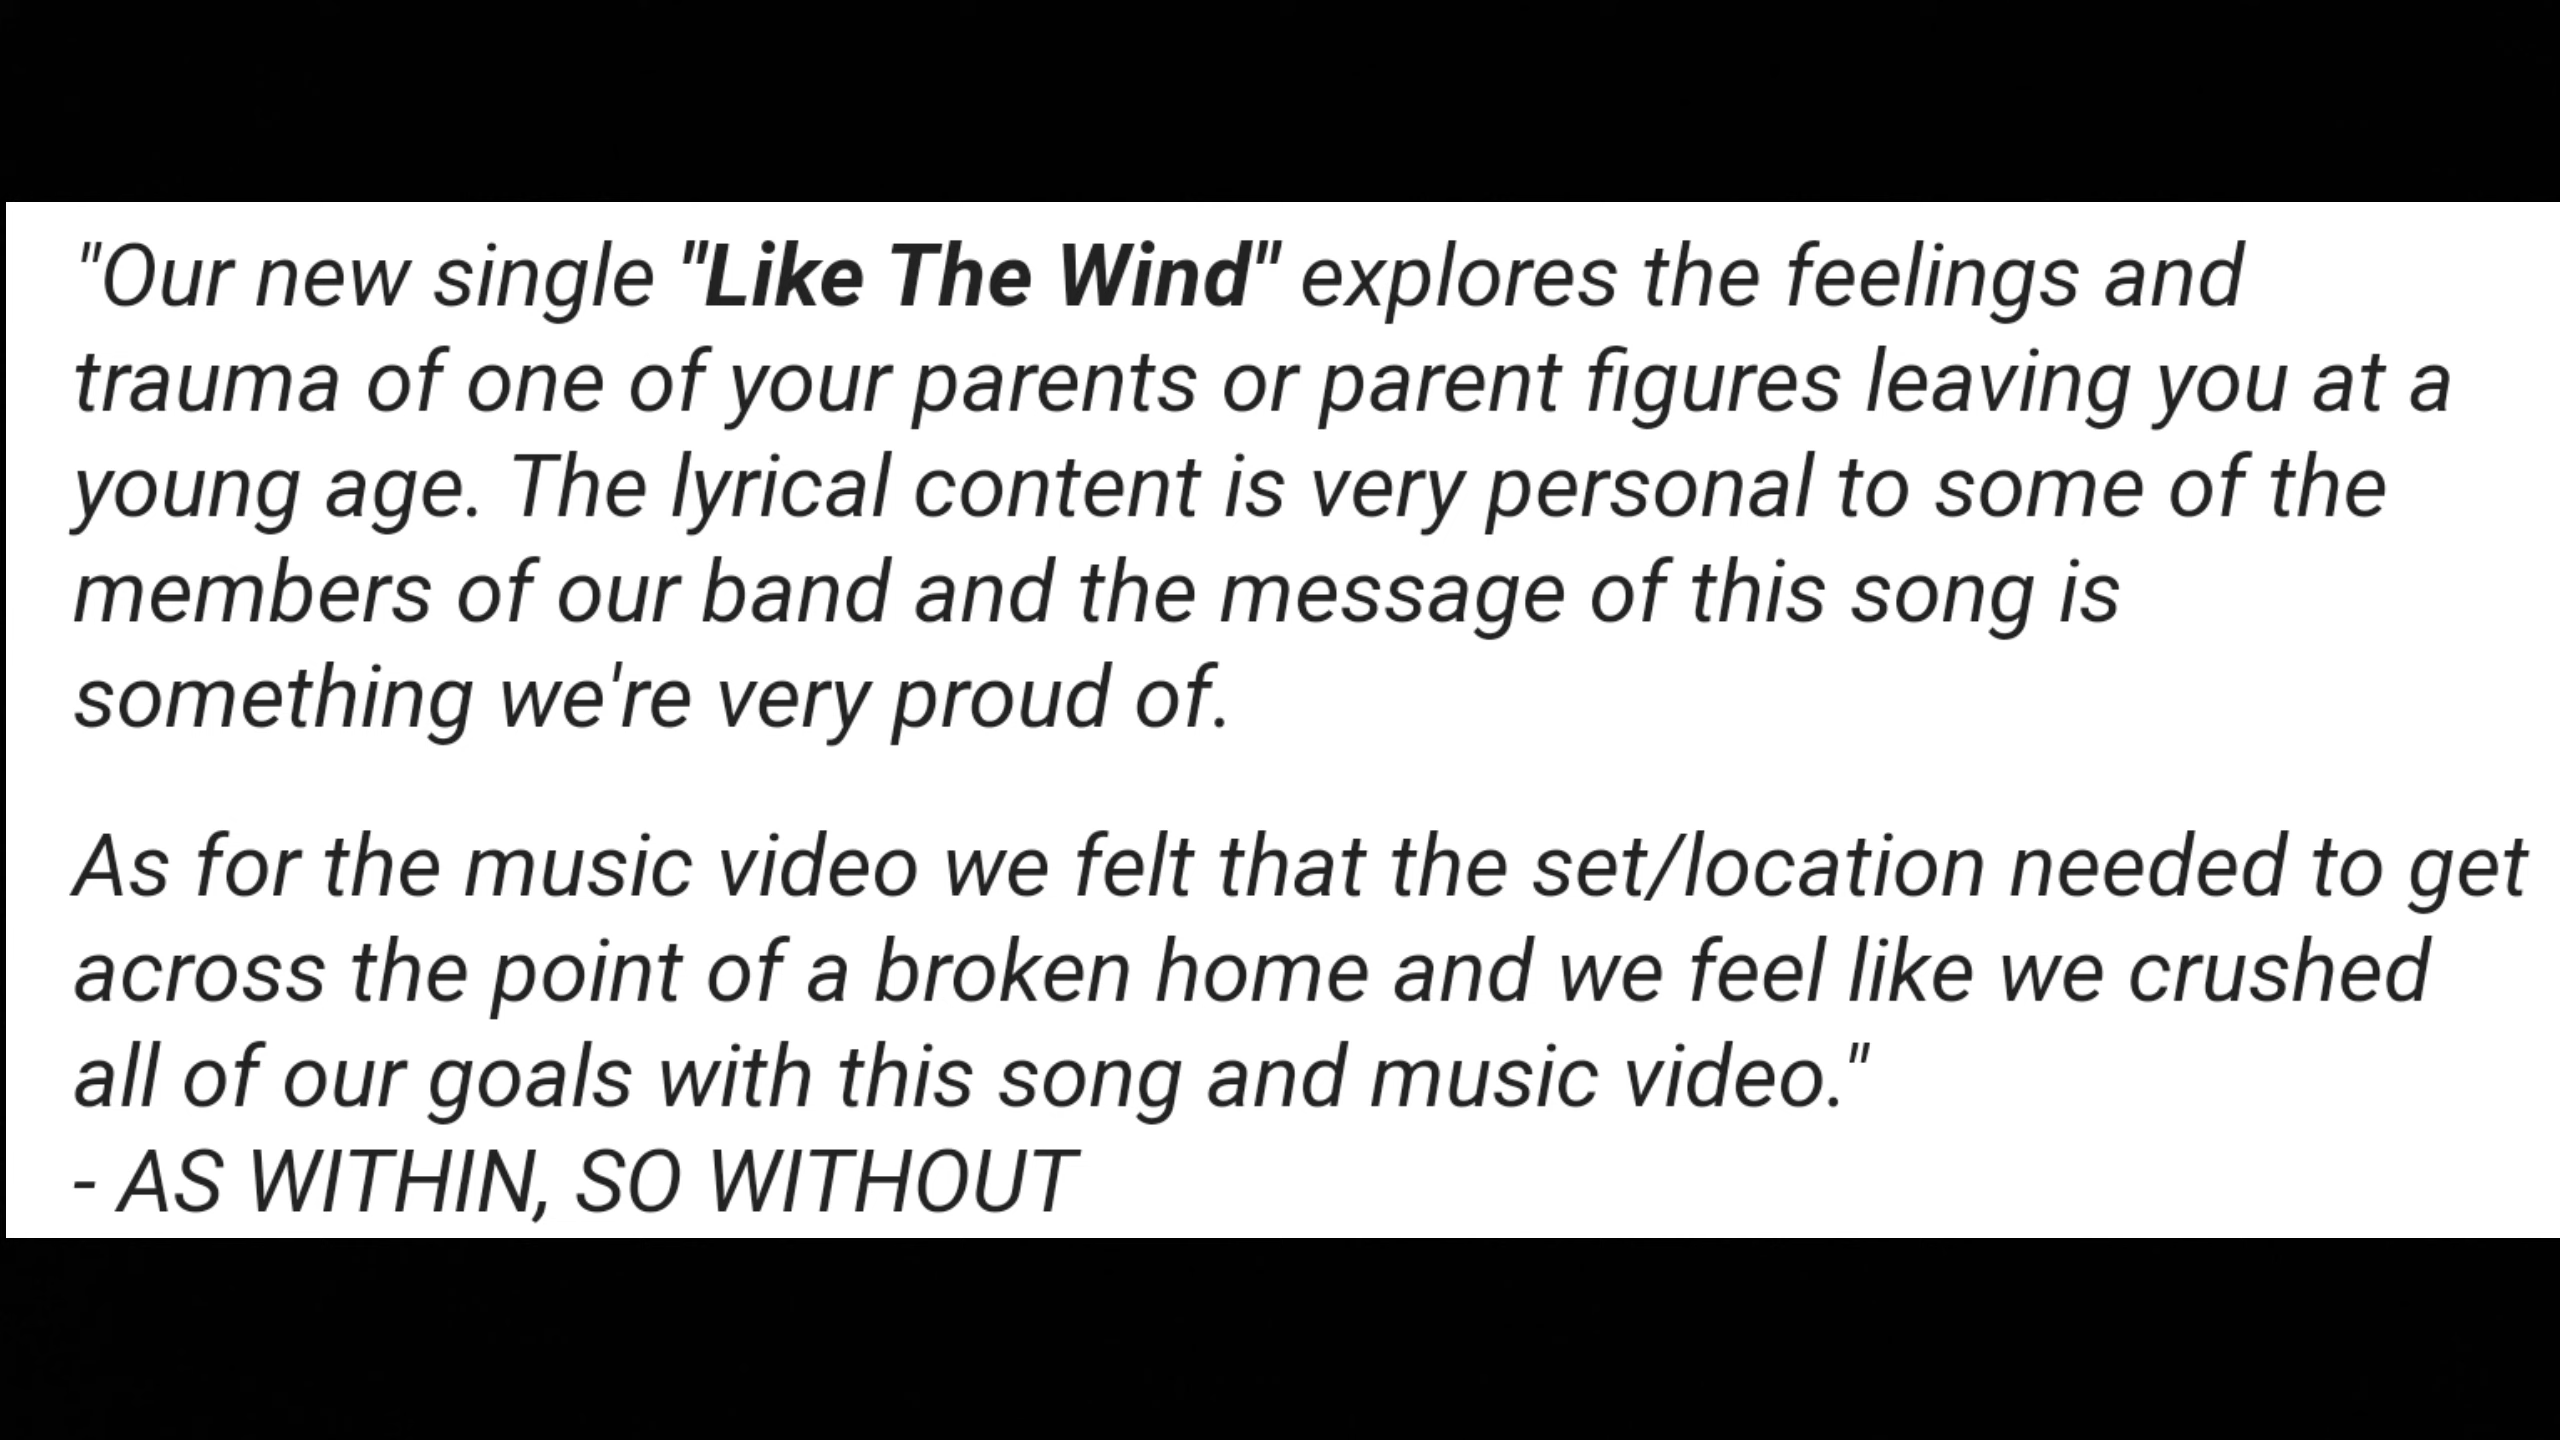 "Our new single "Like The Wind" explores the feelings and
trauma of one of your parents or parent figures leaving you at a
young age. The lyrical content is very personal to some of the
members of our band and the message of this song is
something we're very proud of.
As for the music video we felt that the set/location needed to get
across the point of a broken home and we feel like we crushed
all of our goals with this song and music video."
- AS WITHIN, SO WITHOUT